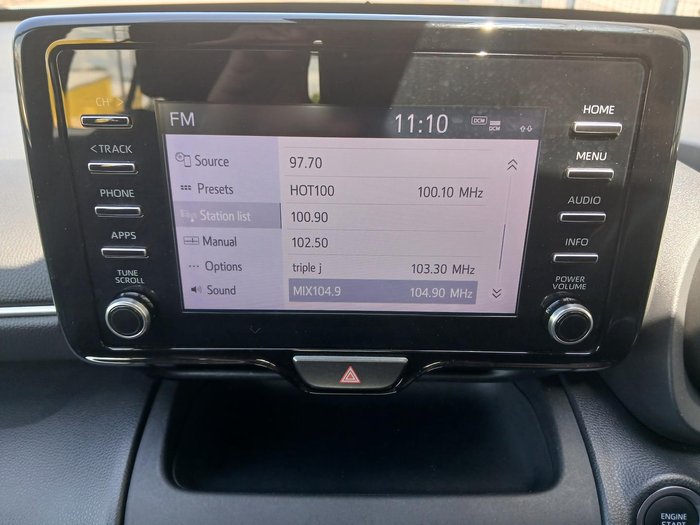 FM
11:10
DCM
Source
Presets
Station list
Manual
Options
Sound
97.70
HOT100 100.10 MHz
100.90
102.50
triple j 103.30 MHz
MIX104.9 104.90 MHz
CH >
< TRACK
PHONE
APPS
TUNE
SCROLL
HOME
MENU
AUDIO
INFO
POWER
VOLUME
ENGINE
START